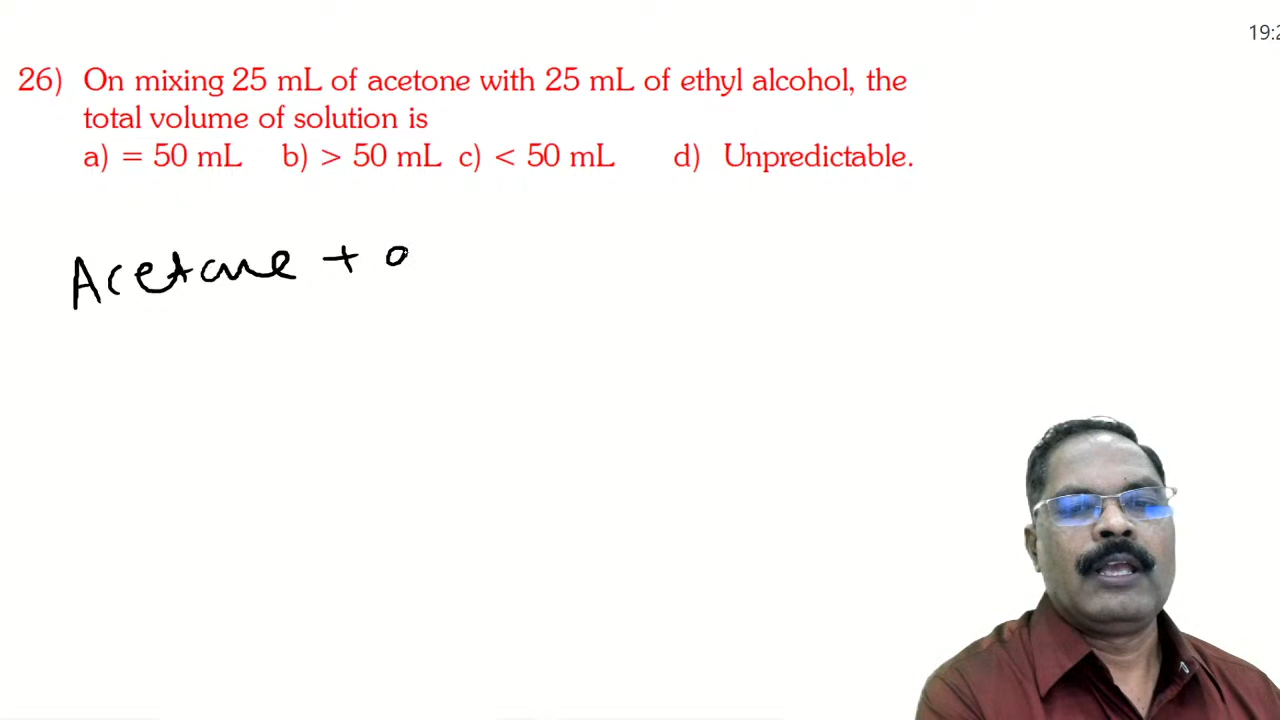 19:2
26) On mixing 25 mL of acetone with 25 mL of ethyl alcohol, the
total volume of solution is
a) = 50 mL b) > 50 mL c) < 50 mL d) Unpredictable.
Acetone + o